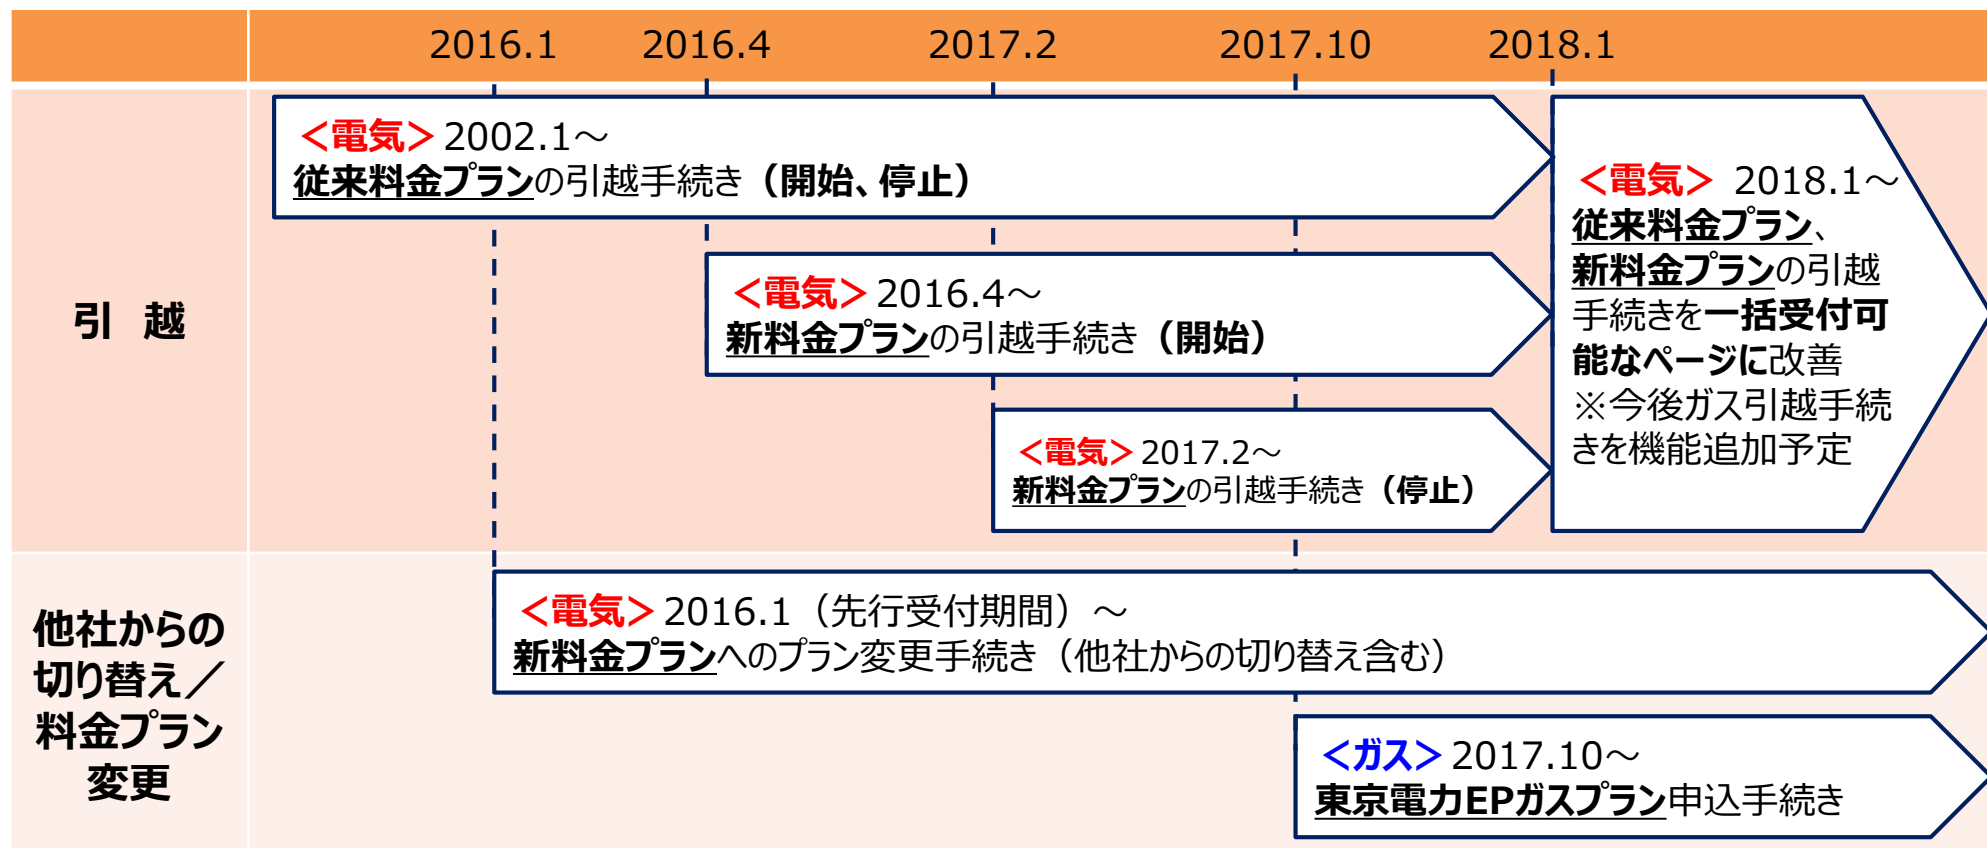 2016.1 2016.4 2017.2 2017.10 2018.1
引 越
<電気> 2002.1～
従来料金プランの引越手続き（開始、停止）
<電気> 2016.4～
新料金プランの引越手続き（開始）
<電気> 2017.2～
新料金プランの引越手続き（停止）
<電気> 2018.1～
従来料金プラン、
新料金プランの引越
手続きを一括受付可
能なページに改善
※今後ガス引越手続
きを機能追加予定
他社からの
切り替え／
料金プラン
変更
<電気> 2016.1（先行受付期間）～
新料金プランへのプラン変更手続き（他社からの切り替え含む）
<ガス> 2017.10～
東京電力EPガスプラン申込手続き